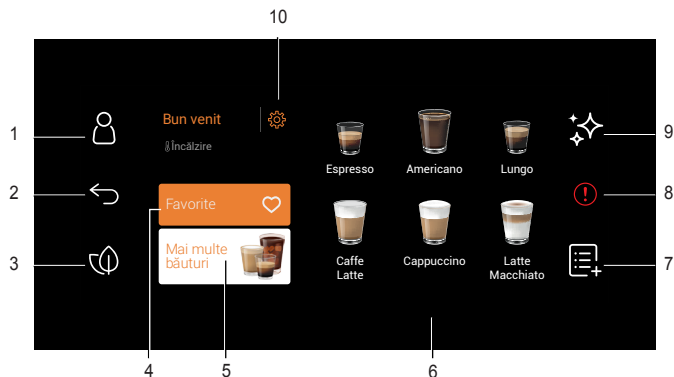 10
1
2
3
Bun venit
Încălzire
Favorite
Mai multe
băuturi
Espresso
Americano
Lungo
Caffe
Latte
Cappuccino
Latte
Macchiato
9
8
7
4
5
6